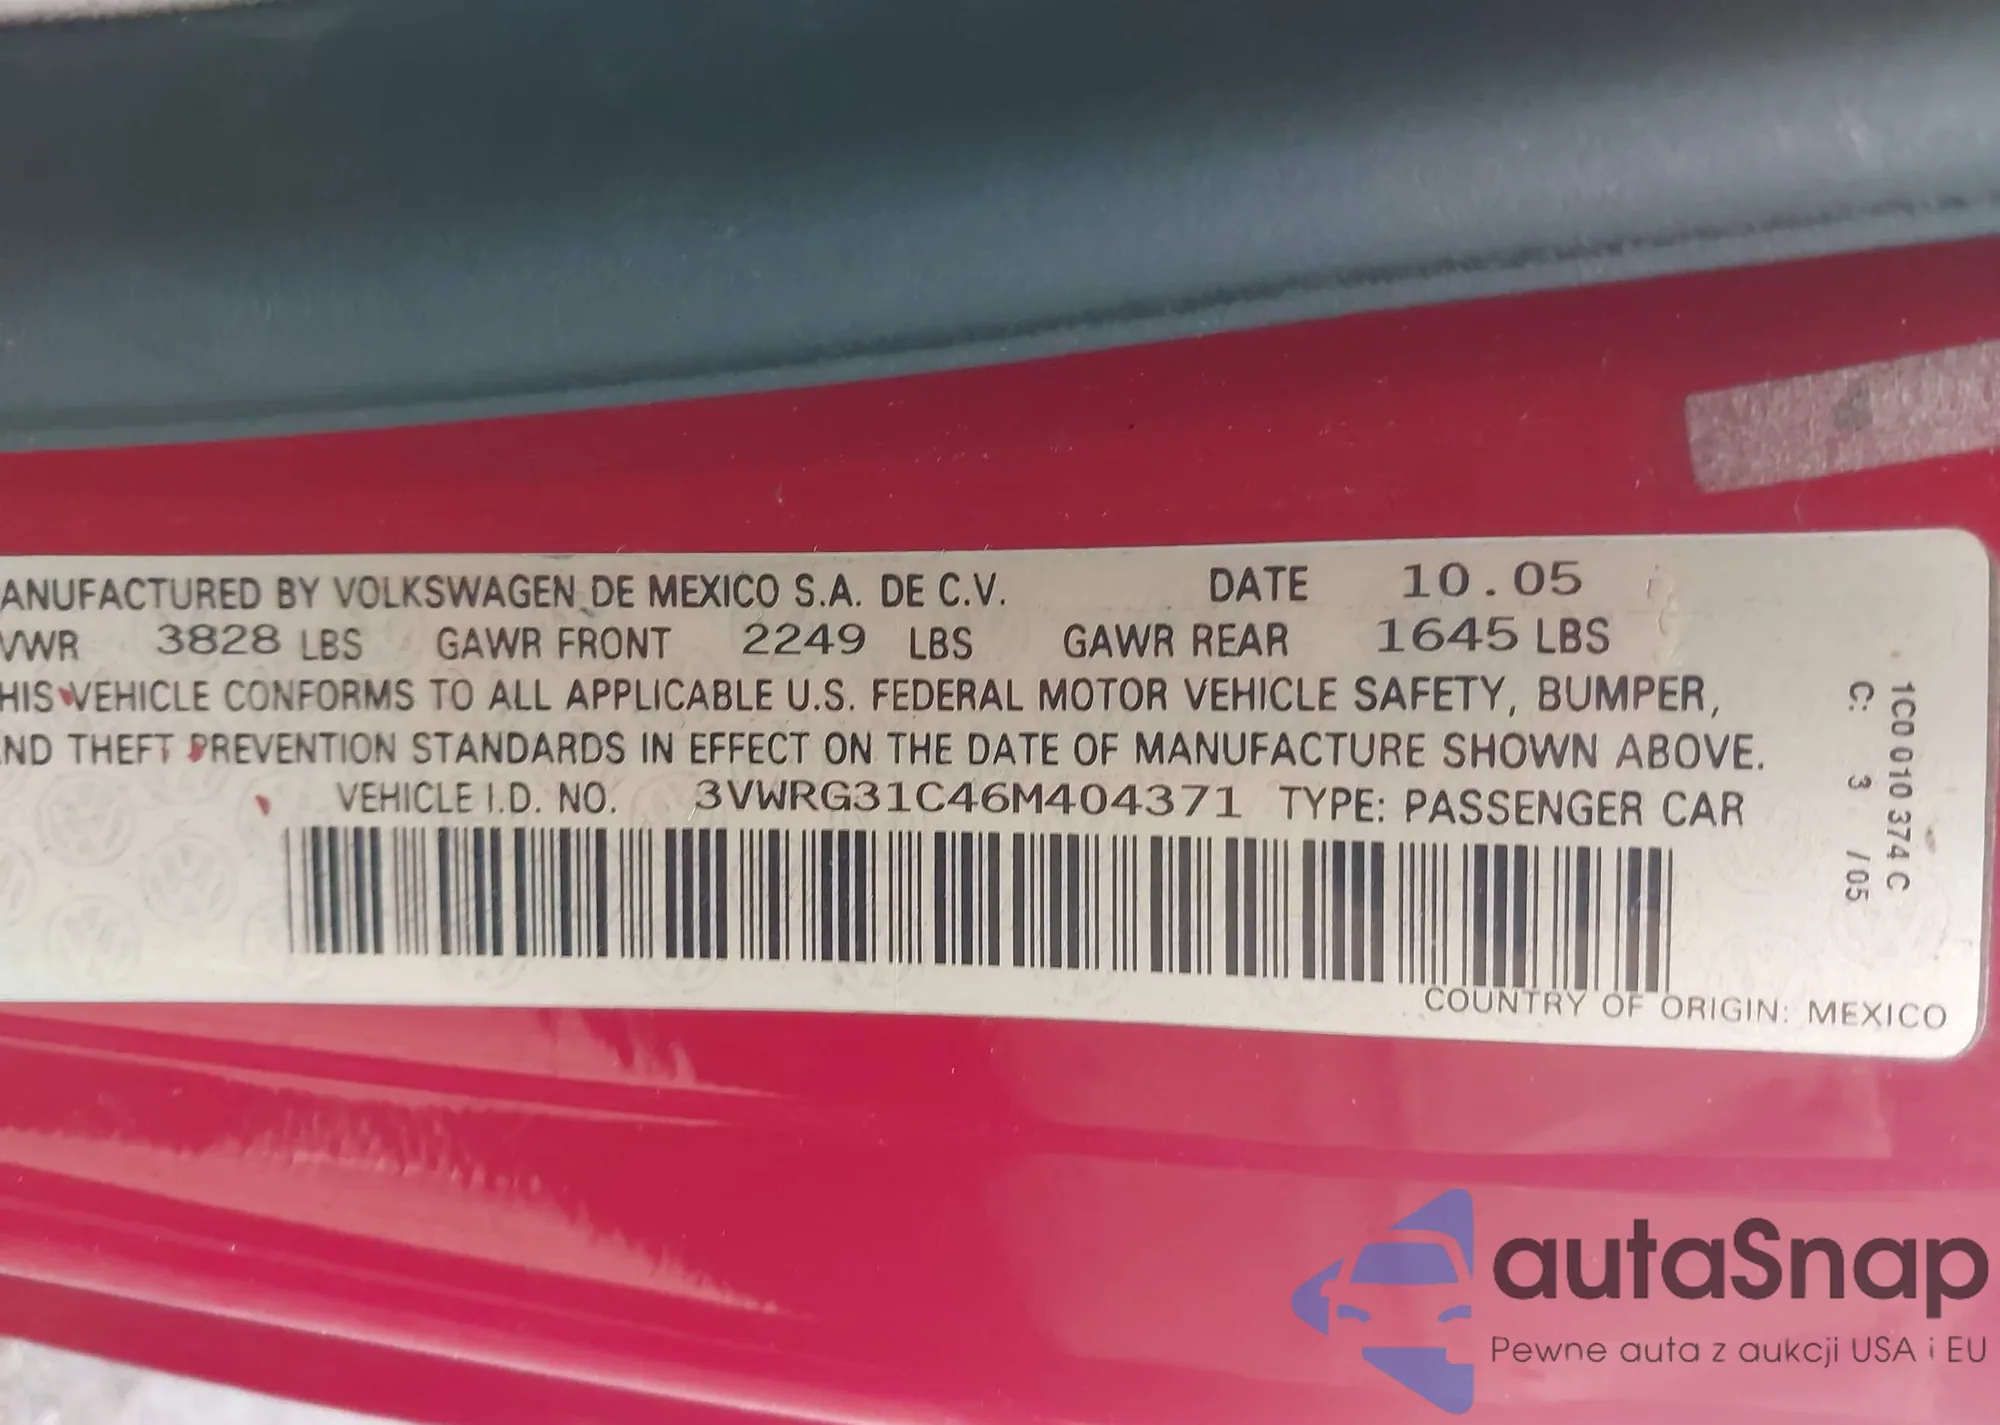 ANUFACTURED BY VOLKSWAGEN DE MEXICO S.A. DE C.V. DATE 10.05
VWR 3828 LBS GAWR FRONT 2249 LBS GAWR REAR 1645 LBS
HIS VEHICLE CONFORMS TO ALL APPLICABLE U.S. FEDERAL MOTOR VEHICLE SAFETY, BUMPER,
ND THEFT PREVENTION STANDARDS IN EFFECT ON THE DATE OF MANUFACTURE SHOWN ABOVE.
VEHICLE I.D. NO. 3VWRG31C46M404371 TYPE: PASSENGER CAR
COUNTRY OF ORIGIN: MEXICO
1C0 010 374 C
C: 3 /05
autaSnap
Pewne auta z aukcji USA i EU